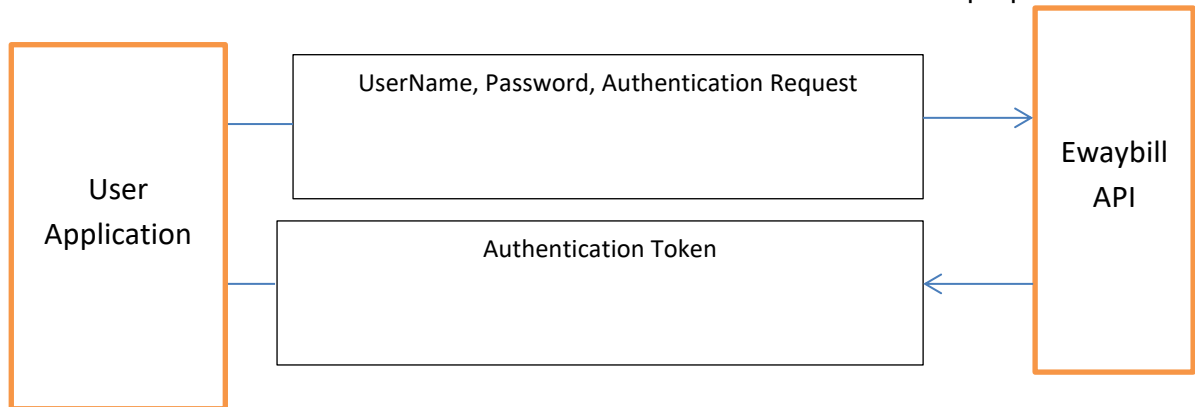 UserName, Password, Authentication Request
User
Application
Ewaybill
API
Authentication Token